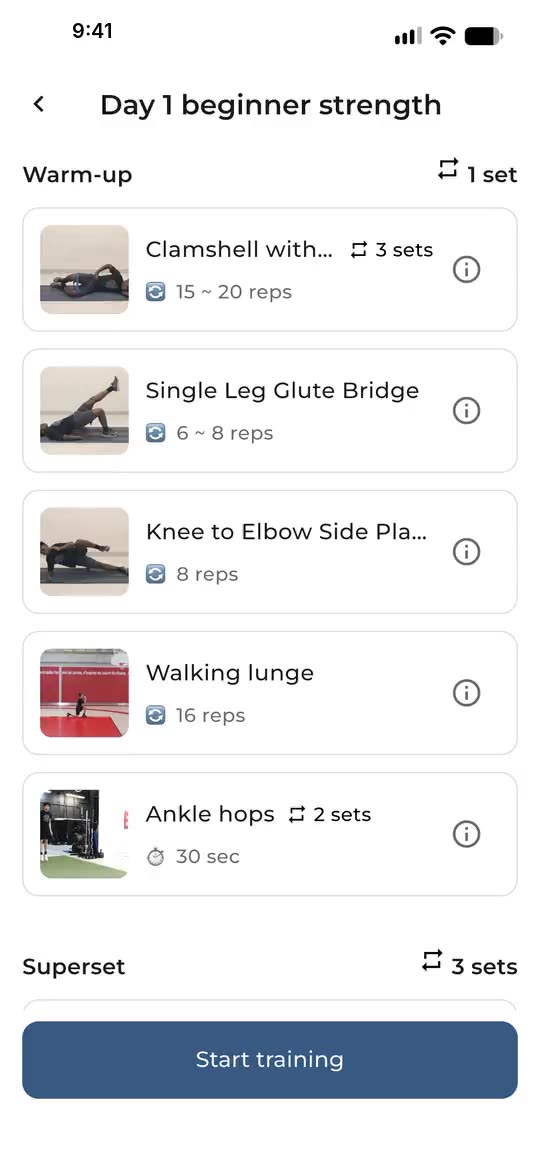 9:41
Day 1 beginner strength
Warm-up 1 set
Clamshell with... 3 sets
15 ~ 20 reps
Single Leg Glute Bridge
6 ~ 8 reps
Knee to Elbow Side Pla...
8 reps
Walking lunge
16 reps
Ankle hops 2 sets
30 sec
Superset 3 sets
Start training